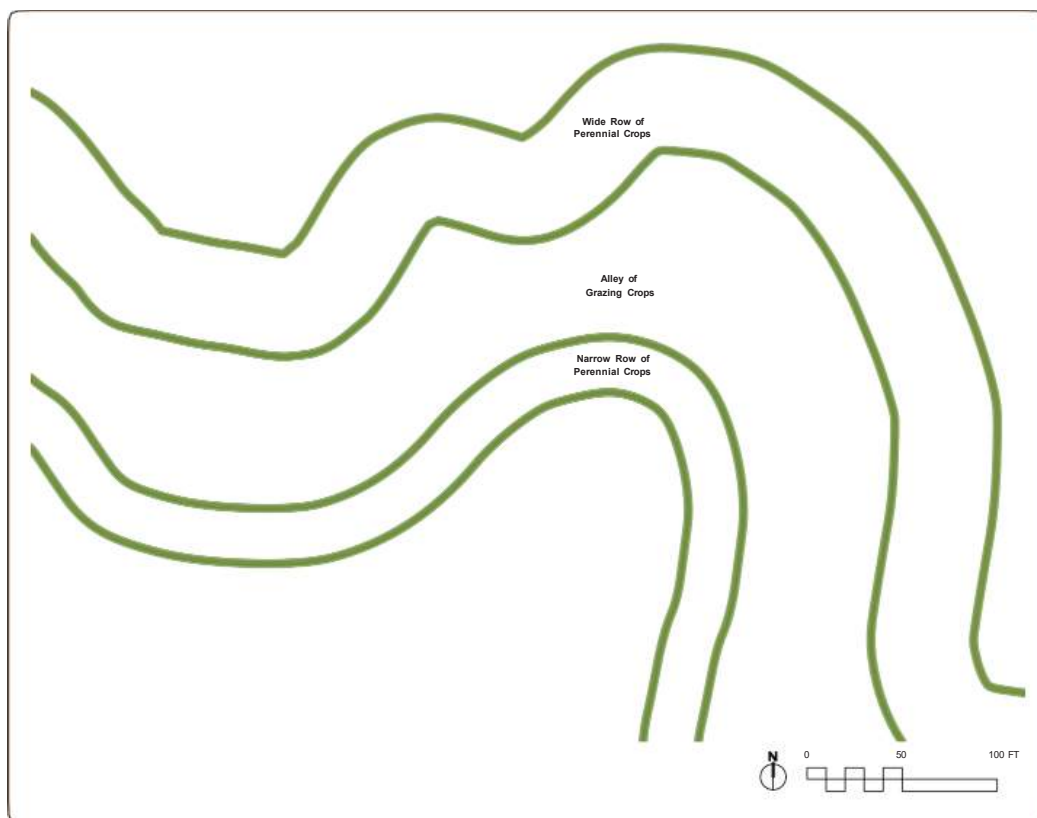 Wide Row of
Perennial Crops
Alley of
Grazing Crops
Narrow Row of
Perennial Crops
N
0 50 100 FT